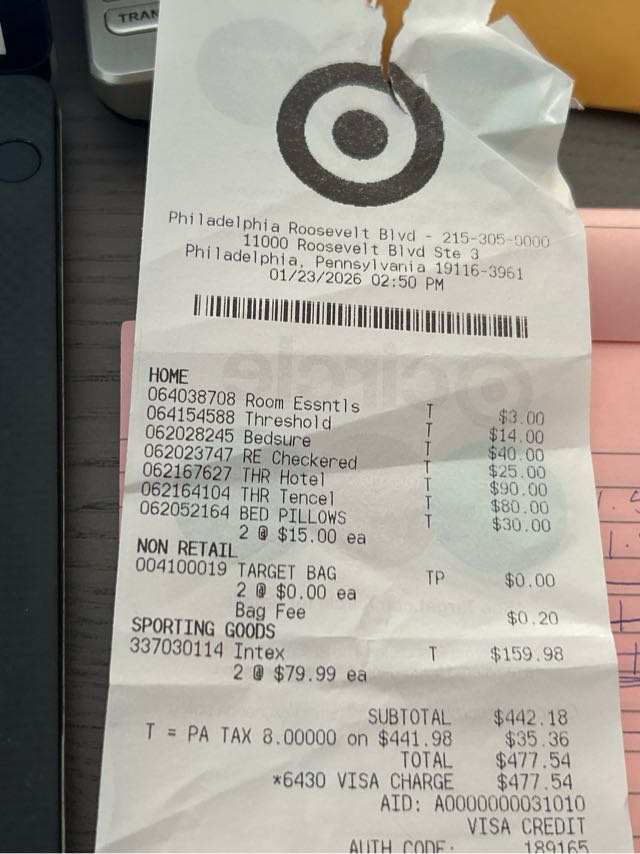 TRAN
Philadelphia Roosevelt Blvd - 215-305-0000
11000 Roosevelt Blvd Ste 3
Philadelphia, Pennsylvania 19116-3961
01/23/2026 02:50 PM
HOME
064038708 Room Essntls T $3.00
064154588 Threshold T $14.00
062028245 Bedsure T $40.00
062023747 RE Checkered T $25.00
062167627 THR Hotel T $90.00
062164104 THR Tencel T $80.00
062052164 BED PILLOWS T $30.00
2 @ $15.00 ea
NON RETAIL
004100019 TARGET BAG TP $0.00
2 @ $0.00 ea
Bag Fee $0.20
SPORTING GOODS
337030114 Intex T $159.98
2 @ $79.99 ea
SUBTOTAL $442.18
T = PA TAX 8.00000 on $441.98 $35.36
TOTAL $477.54
*6430 VISA CHARGE $477.54
AID: A0000000031010
VISA CREDIT
AUTH CODE: 189165